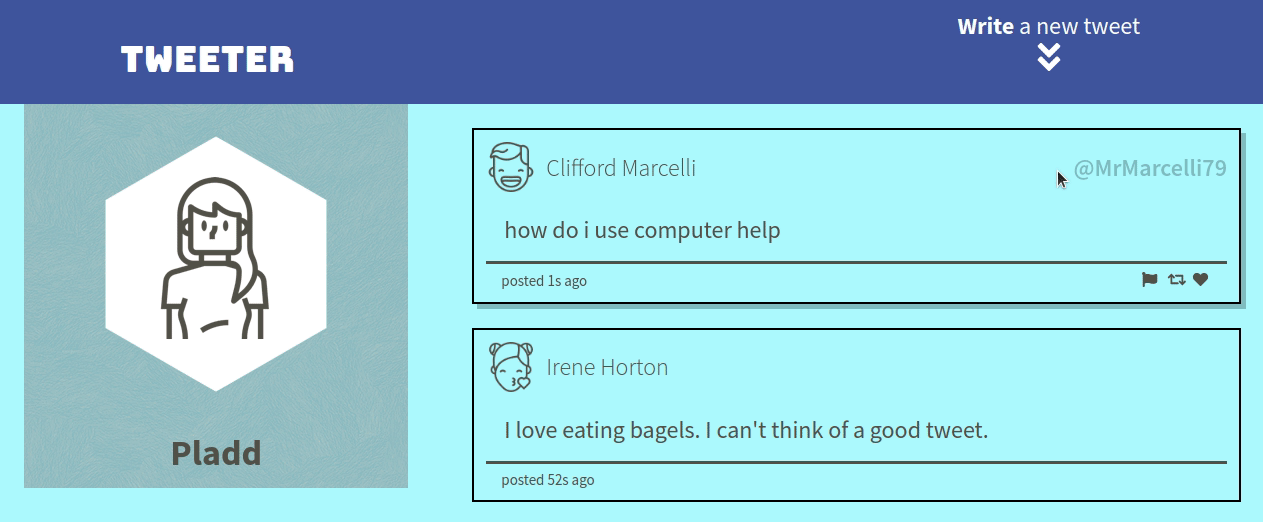 TWEETER
Write a new tweet
Pladd
Clifford Marcelli
@MrMarcelli79
how do i use computer help
posted 1s ago
Irene Horton
I love eating bagels. I can't think of a good tweet.
posted 52s ago